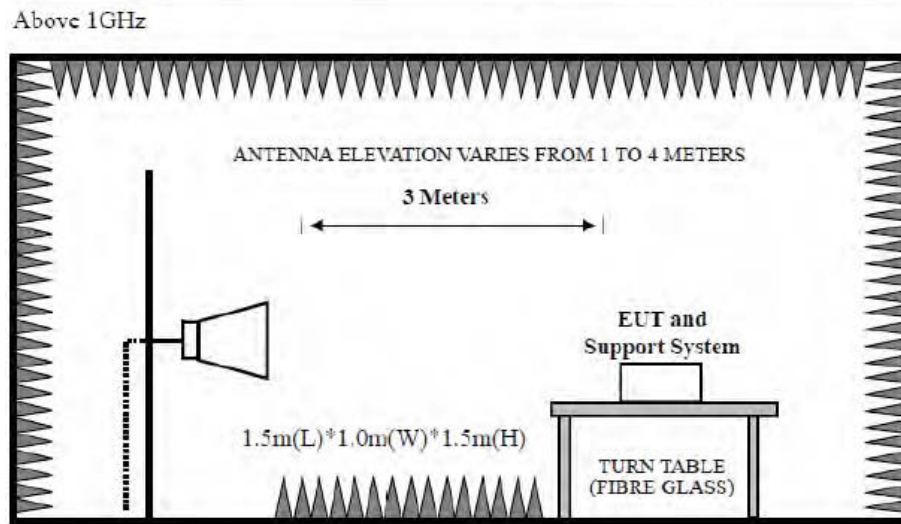 Above 1GHz
ANTENNA ELEVATION VARIES FROM 1 TO 4 METERS
3 Meters
EUT and
Support System
1.5m(L)*1.0m(W)*1.5m(H)
TURN TABLE
(FIBRE GLASS)